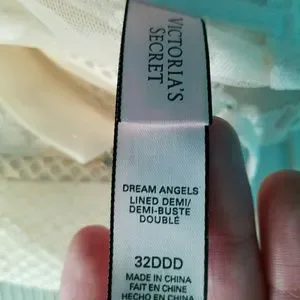 VICTORIA'S
SECRET
DREAM ANGELS
LINED DEMI/
DEMI-BUSTE
DOUBLÉ
32DDD
MADE IN CHINA
FAIT EN CHINE
HECHO EN CHINA